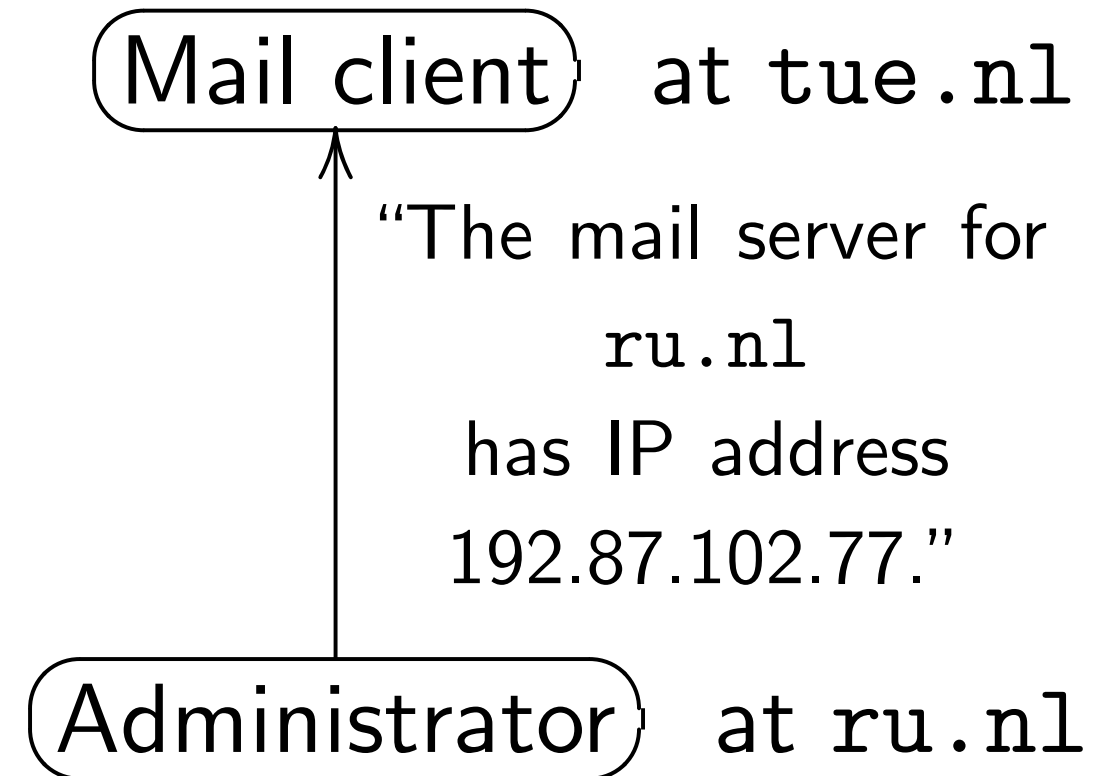 Mail client at tue.nl
“The mail server for
ru.nl
has IP address
192.87.102.77.”
Administrator at ru.nl